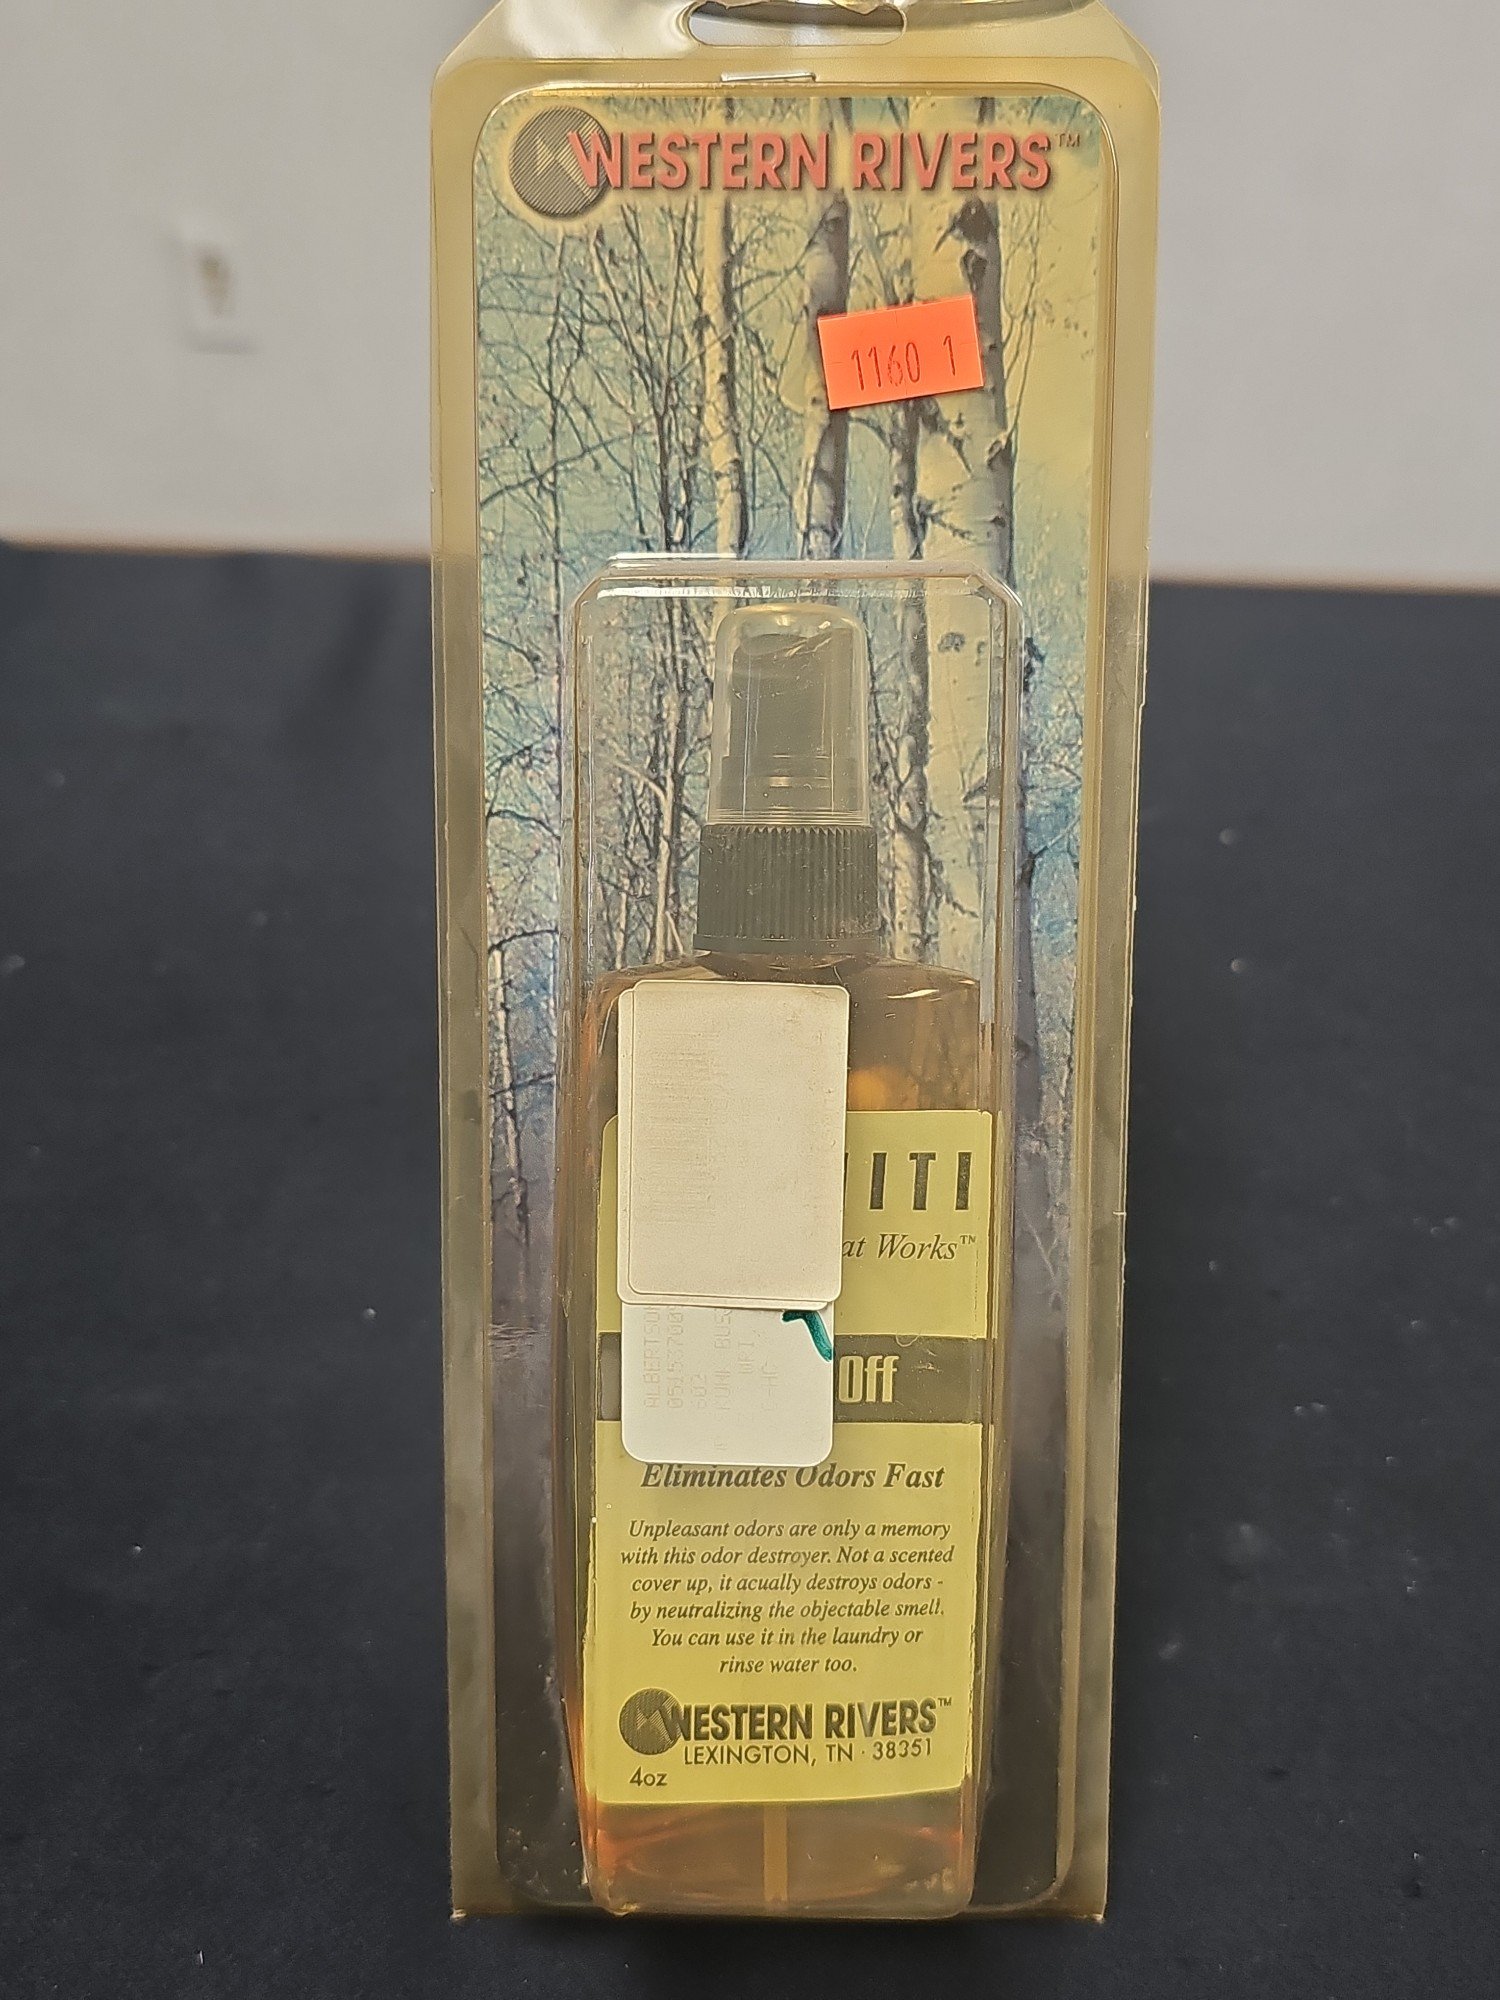 WESTERN RIVERS™
1160 1
ITI
at Works™
ALBERTSON
602
Off
Eliminates Odors Fast
Unpleasant odors are only a memory
with this odor destroyer. Not a scented
cover up, it acually destroys odors -
by neutralizing the objectable smell.
You can use it in the laundry or
rinse water too.
WESTERN RIVERS™
LEXINGTON, TN · 38351
4oz